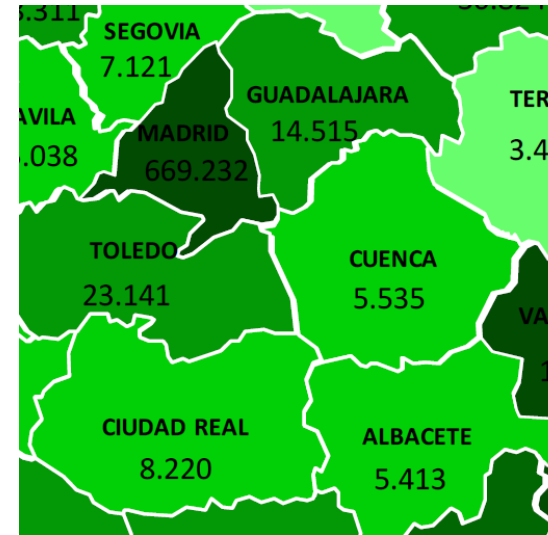 SEGOVIA
7.121
GUADALAJARA
14.515
MADRID
669.232
TOLEDO
23.141
CUENCA
5.535
CIUDAD REAL
8.220
ALBACETE
5.413